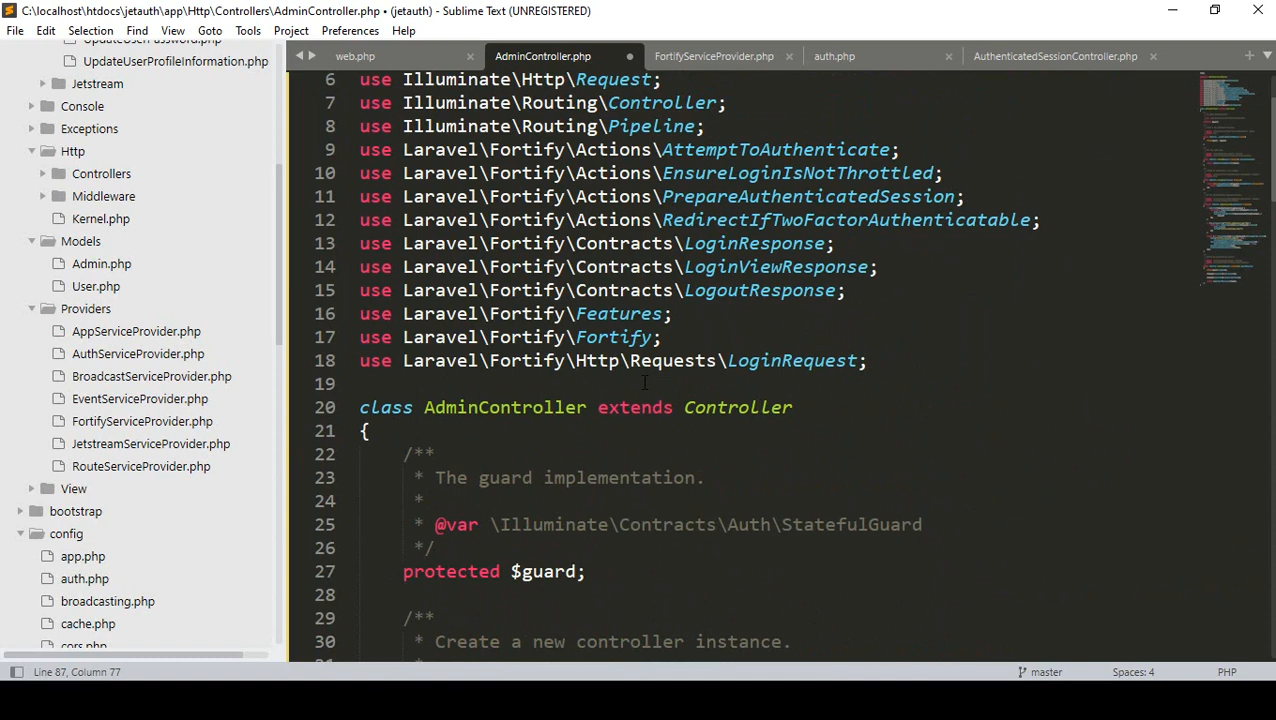 C:\localhost\htdocs\jetauth\app\Http\Controllers\AdminController.php • (jetauth) - Sublime Text (UNREGISTERED)
File Edit Selection Find View Goto Tools Project Preferences Help
UpdateUserPassword.php
UpdateUserProfileInformation.php
Jetstream
Console
Exceptions
Http
Controllers
Middleware
Kernel.php
Models
Admin.php
User.php
Providers
AppServiceProvider.php
AuthServiceProvider.php
BroadcastServiceProvider.php
EventServiceProvider.php
FortifyServiceProvider.php
JetstreamServiceProvider.php
RouteServiceProvider.php
View
bootstrap
config
app.php
auth.php
broadcasting.php
cache.php
cors.php
web.php × AdminController.php • FortifyServiceProvider.php × auth.php × AuthenticatedSessionController.php ×
6 use Illuminate\Http\Request;
7 use Illuminate\Routing\Controller;
8 use Illuminate\Routing\Pipeline;
9 use Laravel\Fortify\Actions\AttemptToAuthenticate;
10 use Laravel\Fortify\Actions\EnsureLoginIsNotThrottled;
11 use Laravel\Fortify\Actions\PrepareAuthenticatedSession;
12 use Laravel\Fortify\Actions\RedirectIfTwoFactorAuthenticatable;
13 use Laravel\Fortify\Contracts\LoginResponse;
14 use Laravel\Fortify\Contracts\LoginViewResponse;
15 use Laravel\Fortify\Contracts\LogoutResponse;
16 use Laravel\Fortify\Features;
17 use Laravel\Fortify\Fortify;
18 use Laravel\Fortify\Http\Requests\LoginRequest;
19
20 class AdminController extends Controller
21 {
22 /**
23 * The guard implementation.
24 *
25 * @var \Illuminate\Contracts\Auth\StatefulGuard
26 */
27 protected $guard;
28
29 /**
30 * Create a new controller instance.
31 *
Line 87, Column 77 master Spaces: 4 PHP